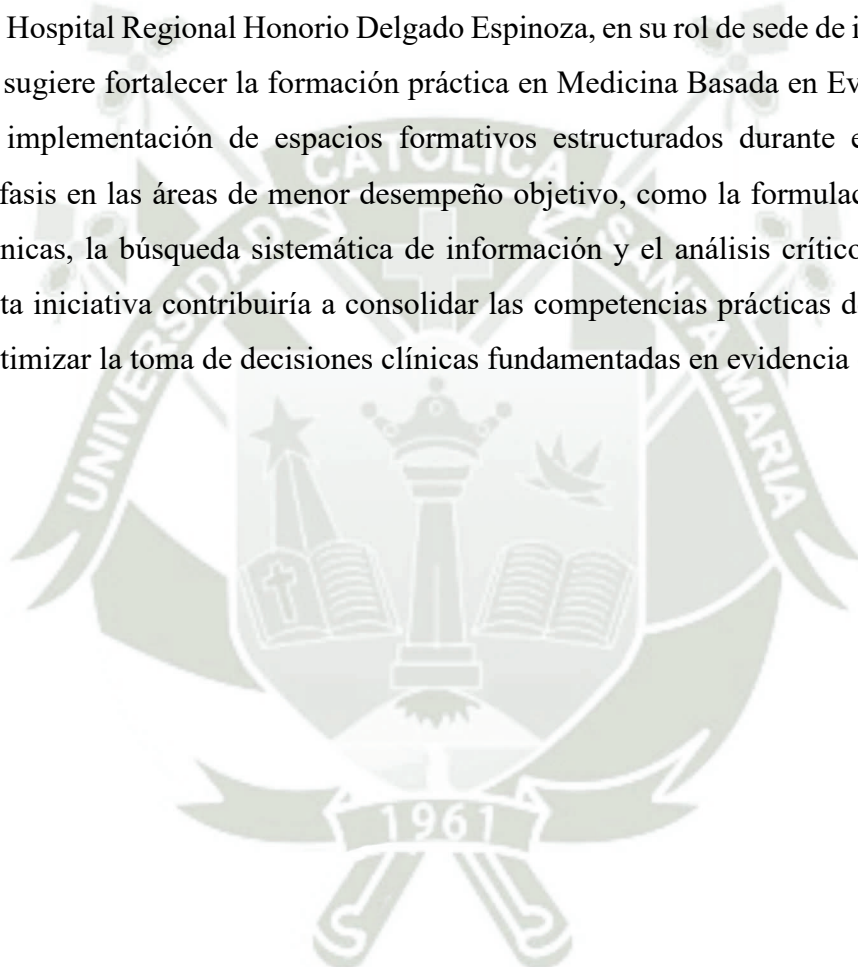 Hospital Regional Honorio Delgado Espinoza, en su rol de sede de
sugiere fortalecer la formación práctica en Medicina Basada en
implementación de espacios formativos estructurados durante
fasis en las áreas de menor desempeño objetivo, como la
nicas, la búsqueda sistemática de información y el análisis crítico
ta iniciativa contribuiría a consolidar las competencias prácticas
timizar la toma de decisiones clínicas fundamentadas en evidencia
UNIVERSIDAD CATOLICA SANTA MARIA
1961